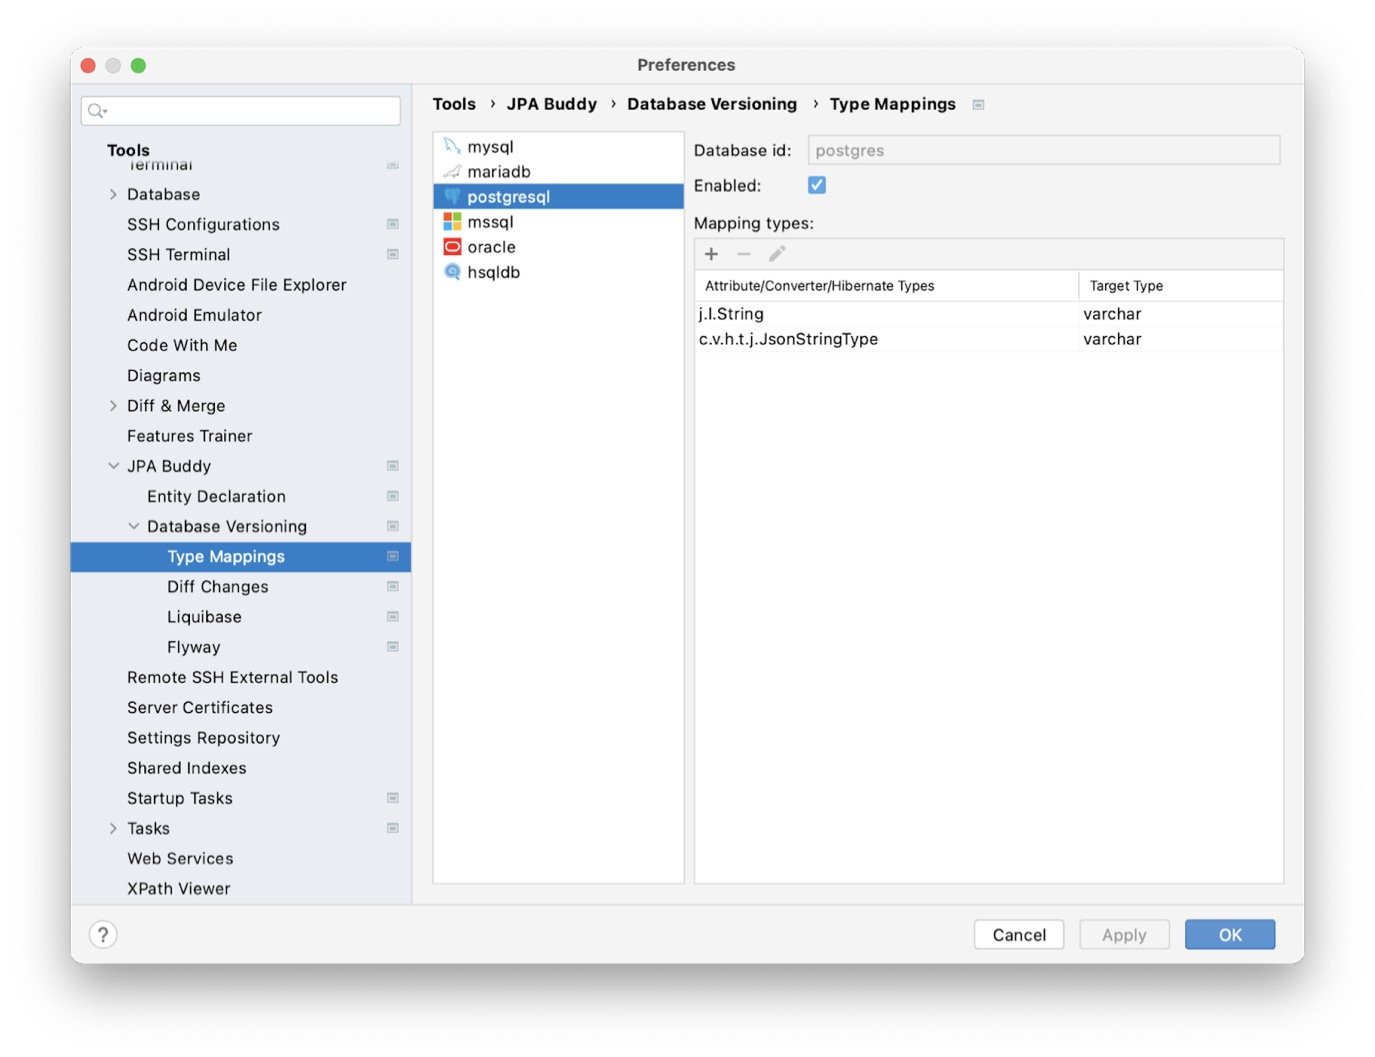 Preferences
Tools
Terminal
Database
SSH Configurations
SSH Terminal
Android Device File Explorer
Android Emulator
Code With Me
Diagrams
Diff & Merge
Features Trainer
JPA Buddy
Entity Declaration
Database Versioning
Type Mappings
Diff Changes
Liquibase
Flyway
Remote SSH External Tools
Server Certificates
Settings Repository
Shared Indexes
Startup Tasks
Tasks
Web Services
XPath Viewer
Tools › JPA Buddy › Database Versioning › Type Mappings
mysql
mariadb
postgresql
mssql
oracle
hsqldb
Database id: postgres
Enabled:
Mapping types:
Attribute/Converter/Hibernate Types Target Type
j.l.String varchar
c.v.h.t.j.JsonStringType varchar
? Cancel Apply OK